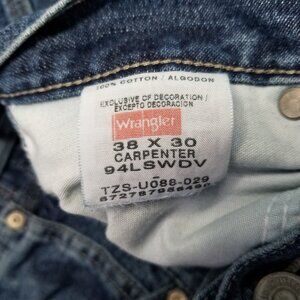 100% COTTON / ALGODON
EXCLUSIVE OF DECORATION /
EXCEPTO DECORACION
Wrangler
38 X 30
CARPENTER
94LSWDV
-
TZS-U088-029